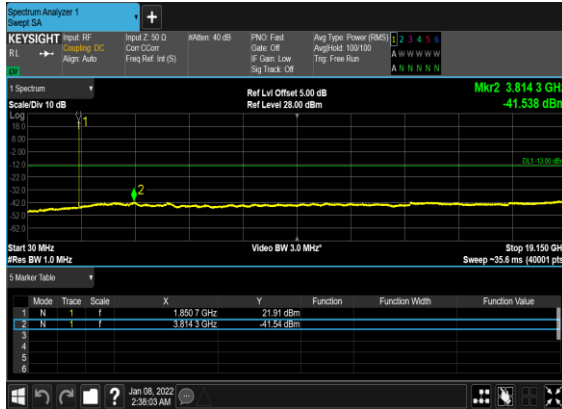 Spectrum Analyzer 1
Swept SA
+
KEYSIGHT Input: RF Input Z: 50 Ω #Atten: 40 dB PNO: Fast Avg Type: Power (RMS) 1 2 3 4 5 6
RL Coupling: DC Corr CCorr Gate: Off Avg|Hold: 100/100 A W W W W W
Align: Auto Freq Ref: Int (S) IF Gain: Low Trig: Free Run
LU Sig Track: Off A N N N N N
1 Spectrum Ref Lvl Offset 5.00 dB Mkr2 3.814 3 GHz
Scale/Div 10 dB Ref Level 28.00 dBm -41.538 dBm
Log
18.0 1
8.00
-2.00
-12.0 DL1 -13.00 dBm
-22.0
-32.0 2
-42.0
-52.0
-62.0
Start 30 MHz Video BW 3.0 MHz* Stop 19.150 GHz
#Res BW 1.0 MHz Sweep ~35.6 ms (40001 pts)
5 Marker Table
Mode Trace Scale X Y Function Function Width Function Value
1 N 1 f 1.850 7 GHz 21.91 dBm
2 N 1 f 3.814 3 GHz -41.54 dBm
3
4
5
6
? Jan 08, 2022
2:38:03 AM